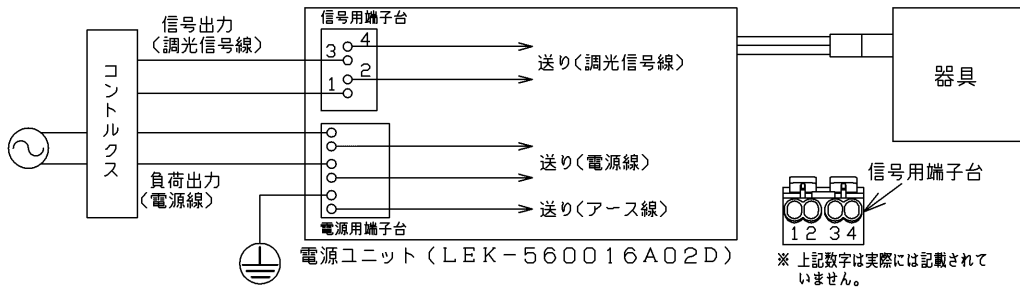 信号出力
(調光信号線)
コントルクス
負荷出力
(電源線)
信号用端子台
4
3
2
1
送り(調光信号線)
送り(電源線)
送り(アース線)
電源用端子台
電源ユニット(LEK-560016A02D)
器具
信号用端子台
12 34
※ 上記数字は実際には記載されて
いません。